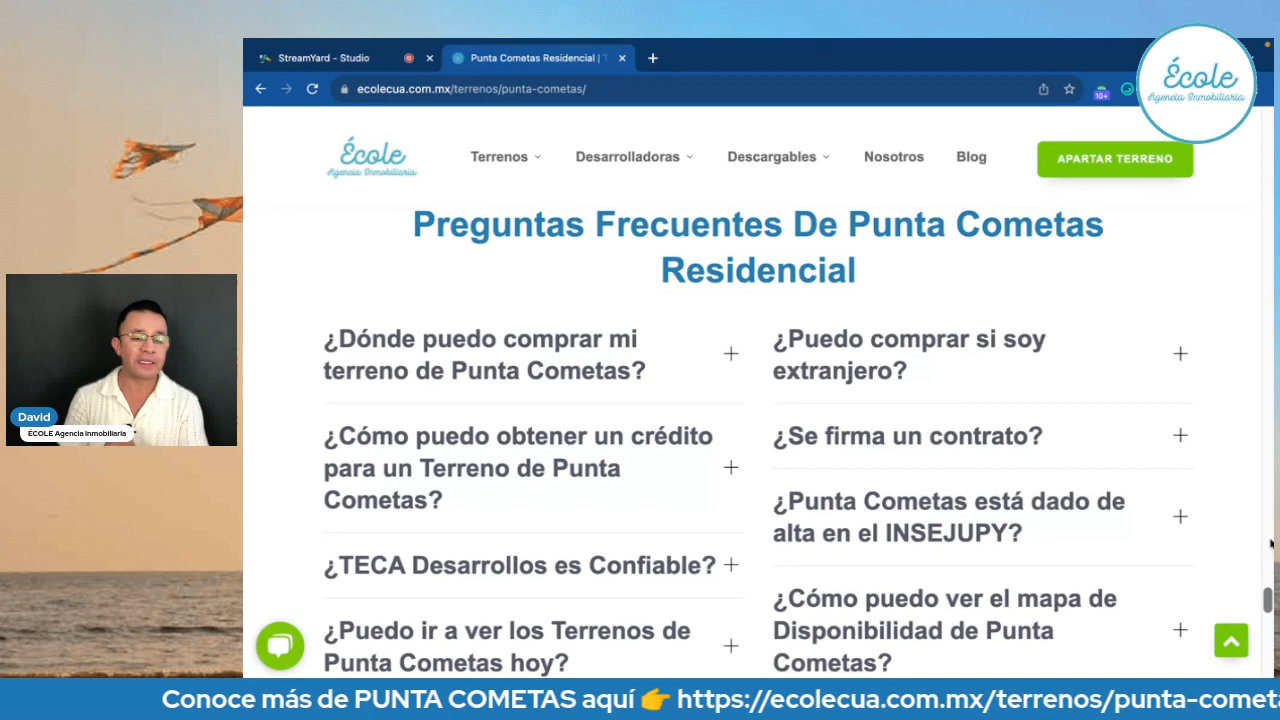 StreamYard - Studio
Punta Cometas Residencial | T
ecolecua.com.mx/terrenos/punta-cometas/
10+
École
Agencia Inmobiliaria
École
Agencia Inmobiliaria
Terrenos
Desarrolladoras
Descargables
Nosotros
Blog
APARTAR TERRENO
Preguntas Frecuentes De Punta Cometas
Residencial
¿Dónde puedo comprar mi
terreno de Punta Cometas?
¿Cómo puedo obtener un crédito
para un Terreno de Punta
Cometas?
¿TECA Desarrollos es Confiable?
¿Puedo ir a ver los Terrenos de
Punta Cometas hoy?
¿Puedo comprar si soy
extranjero?
¿Se firma un contrato?
¿Punta Cometas está dado de
alta en el INSEJUPY?
¿Cómo puedo ver el mapa de
Disponibilidad de Punta
Cometas?
David
ÉCOLE Agencia Inmobiliaria
Conoce más de PUNTA COMETAS aquí 👉 https://ecolecua.com.mx/terrenos/punta-cometa